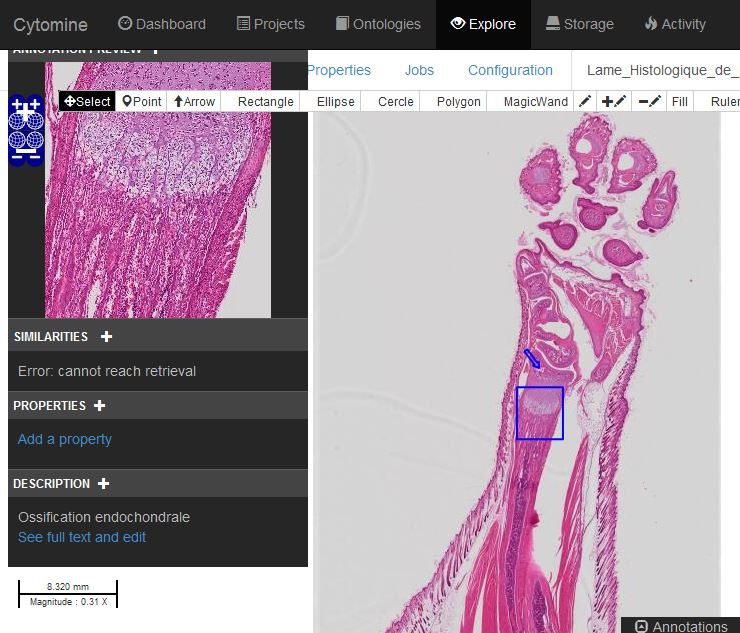 Cytomine Dashboard Projects Ontologies Explore Storage Activity
ANNOTATION PREVIEW
Properties Jobs Configuration Lame_Histologique_de_
Select Point Arrow Rectangle Ellipse Cercle Polygon MagicWand Fill Ruler
SIMILARITIES
Error: cannot reach retrieval
PROPERTIES
Add a property
DESCRIPTION
Ossification endochondrale
See full text and edit
8.320 mm
Magnitude : 0.31 X
Annotations